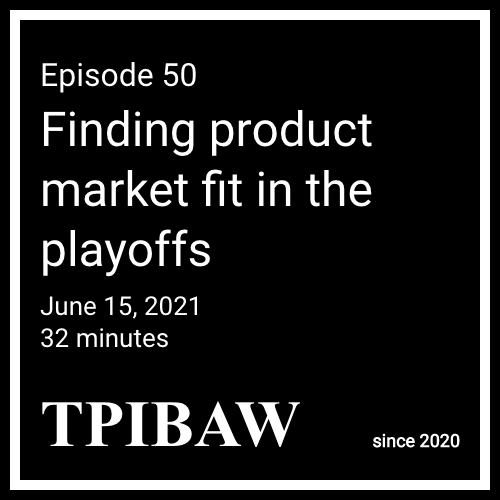 Episode 50
Finding product
market fit in the
playoffs
June 15, 2021
32 minutes
TPIBAW
since 2020